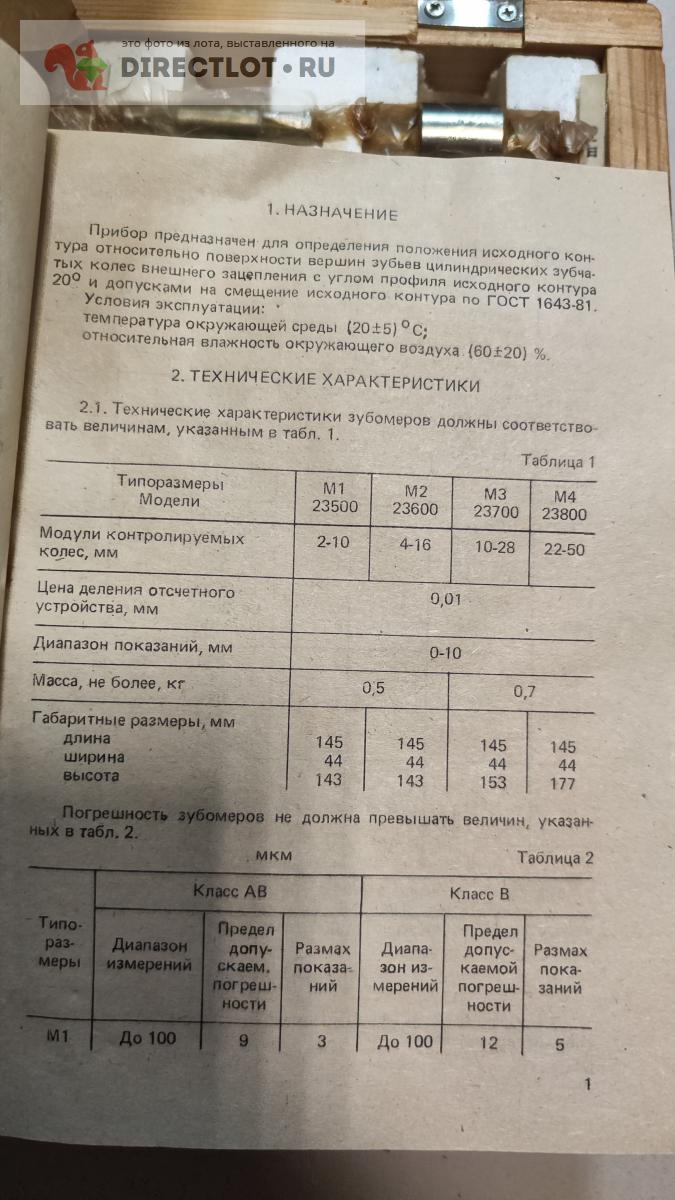 это фото из лота, выставленного на
DIRECTLOT.RU
1. НАЗНАЧЕНИЕ
Прибор предназначен для определения положения исходного кон-
тура относительно поверхности вершин зубьев цилиндрических зубча-
тых колес внешнего зацепления с углом профиля исходного контура
20° и допусками на смещение исходного контура по ГОСТ 1643-81.
Условия эксплуатации:
температура окружающей среды (20±5) °С;
относительная влажность окружающего воздуха (60±20) %.
2. ТЕХНИЧЕСКИЕ ХАРАКТЕРИСТИКИ
2.1. Технические характеристики зубомеров должны соответство-
вать величинам, указанным в табл. 1.
Таблица 1
Типоразмеры М1 М2 М3 М4
Модели 23500 23600 23700 23800
Модули контролируемых
колес, мм 2-10 4-16 10-28 22-50
Цена деления отсчетного
устройства, мм 0,01
Диапазон показаний, мм 0-10
Масса, не более, кг 0,5 0,7
Габаритные размеры, мм
длина 145 145 145 145
ширина 44 44 44 44
высота 143 143 153 177
Погрешность зубомеров не должна превышать величин, указан-
ных в табл. 2.
мкм Таблица 2
Класс АВ Класс В
Типо-
раз-
меры
Диапазон
измерений
Предел
допу-
скаем.
погреш-
ности
Размах
показа-
ний
Диапа-
зон из-
мерений
Предел
допус-
каемой
погреш-
ности
Размах
пока-
заний
М1 До 100 9 3 До 100 12 5
1